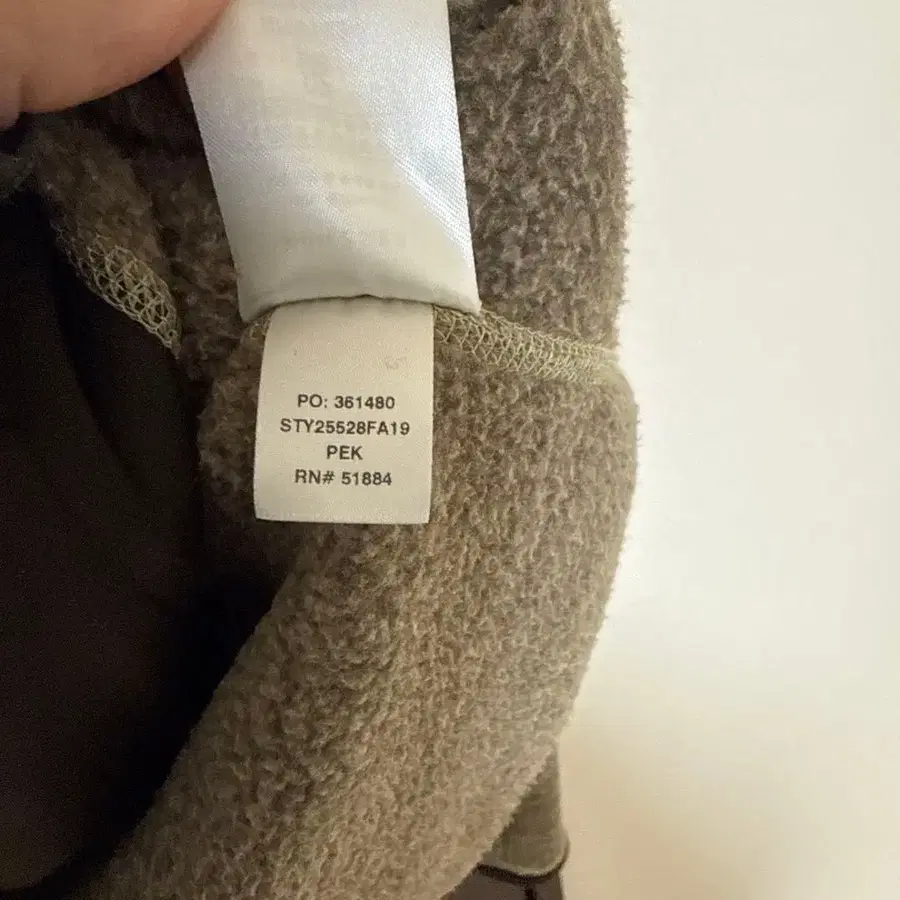 PO: 361480
STY25528FA19
PEK
RN# 51884